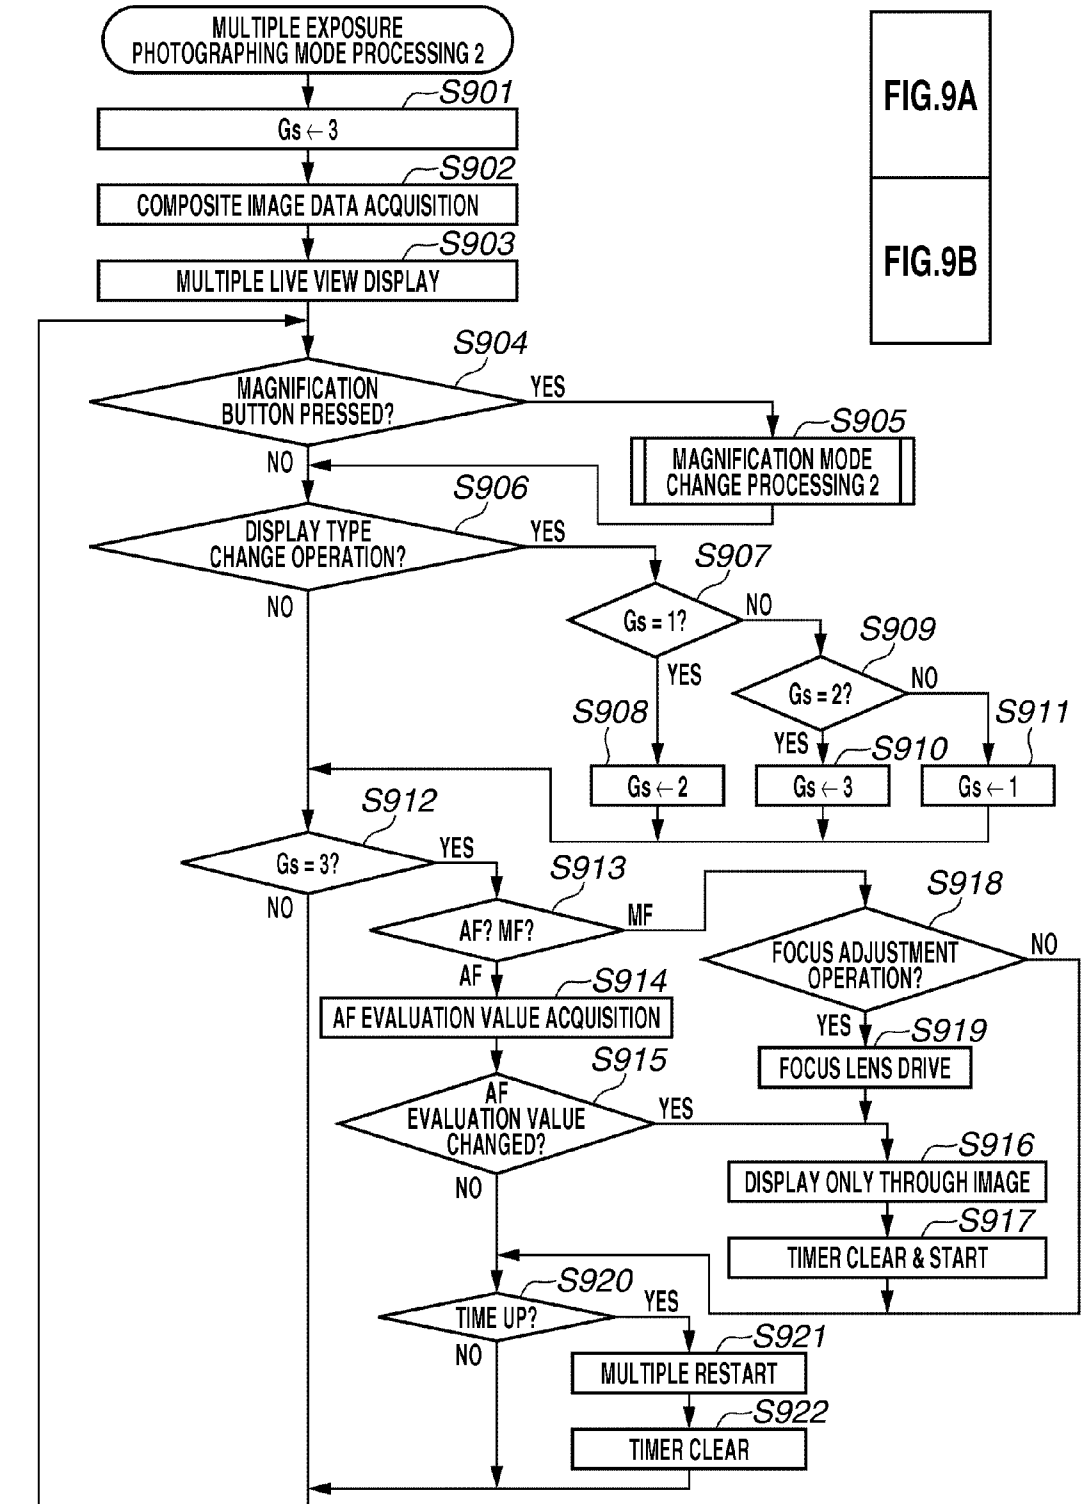 MULTIPLE EXPOSURE
PHOTOGRAPHING MODE PROCESSING 2
FIG.9A
FIG.9B
S901
Gs ← 3
S902
COMPOSITE IMAGE DATA ACQUISITION
S903
MULTIPLE LIVE VIEW DISPLAY
S904
MAGNIFICATION
BUTTON PRESSED?
YES
NO
S905
MAGNIFICATION MODE
CHANGE PROCESSING 2
S906
DISPLAY TYPE
CHANGE OPERATION?
YES
NO
S907
Gs = 1?
NO
YES
S909
Gs = 2?
NO
YES
S908
Gs ← 2
S910
Gs ← 3
S911
Gs ← 1
S912
Gs = 3?
YES
NO
S913
AF? MF?
MF
AF
S914
AF EVALUATION VALUE ACQUISITION
S915
AF
EVALUATION VALUE
CHANGED?
YES
NO
S918
FOCUS ADJUSTMENT
OPERATION?
NO
YES
S919
FOCUS LENS DRIVE
S916
DISPLAY ONLY THROUGH IMAGE
S917
TIMER CLEAR & START
S920
TIME UP?
YES
NO
S921
MULTIPLE RESTART
S922
TIMER CLEAR